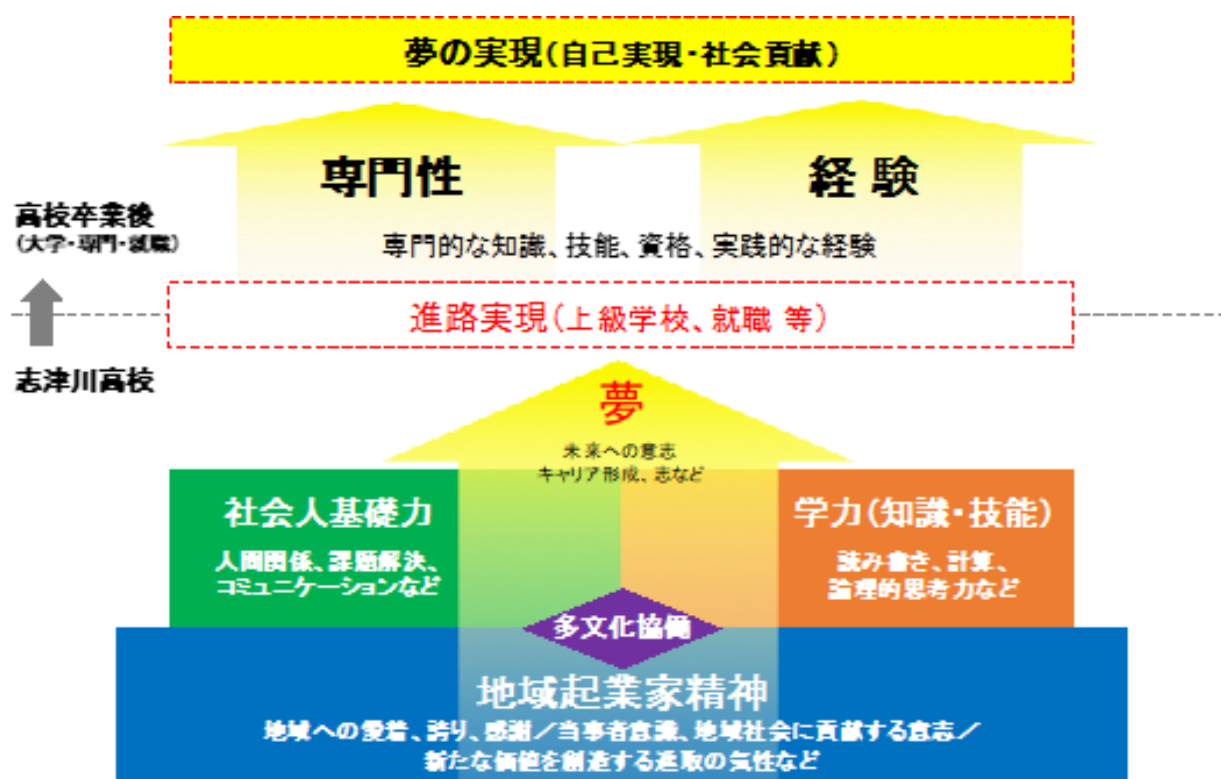 夢の実現(自己実現・社会貢献)
専門性
経験
高校卒業後
(大学・専門・就職)
専門的な知識、技能、資格、実践的な経験
進路実現(上級学校、就職 等)
志津川高校
夢
未来への意志
キャリア形成、志など
社会人基礎力
人間関係、課題解決、
コミュニケーションなど
学力(知識・技能)
読み書き、計算、
論理的思考力など
多文化協働
地域起業家精神
地域への愛着、誇り、感謝/当事者意識、地域社会に貢献する意志/
新たな価値を創造する進取の気性など